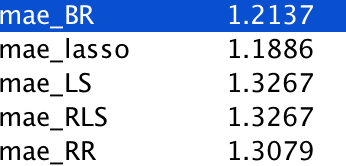 mae_BR 1.2137
mae_lasso 1.1886
mae_LS 1.3267
mae_RLS 1.3267
mae_RR 1.3079